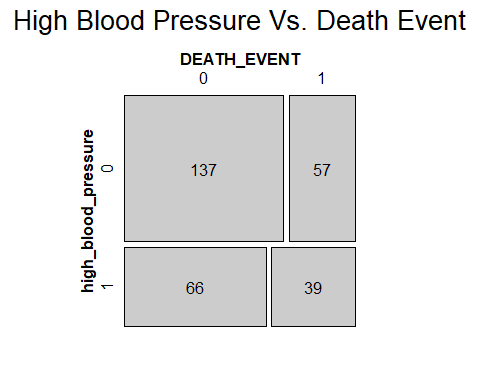 High Blood Pressure Vs. Death Event
DEATH_EVENT
0 1
high_blood_pressure
0
137 57
1
66 39